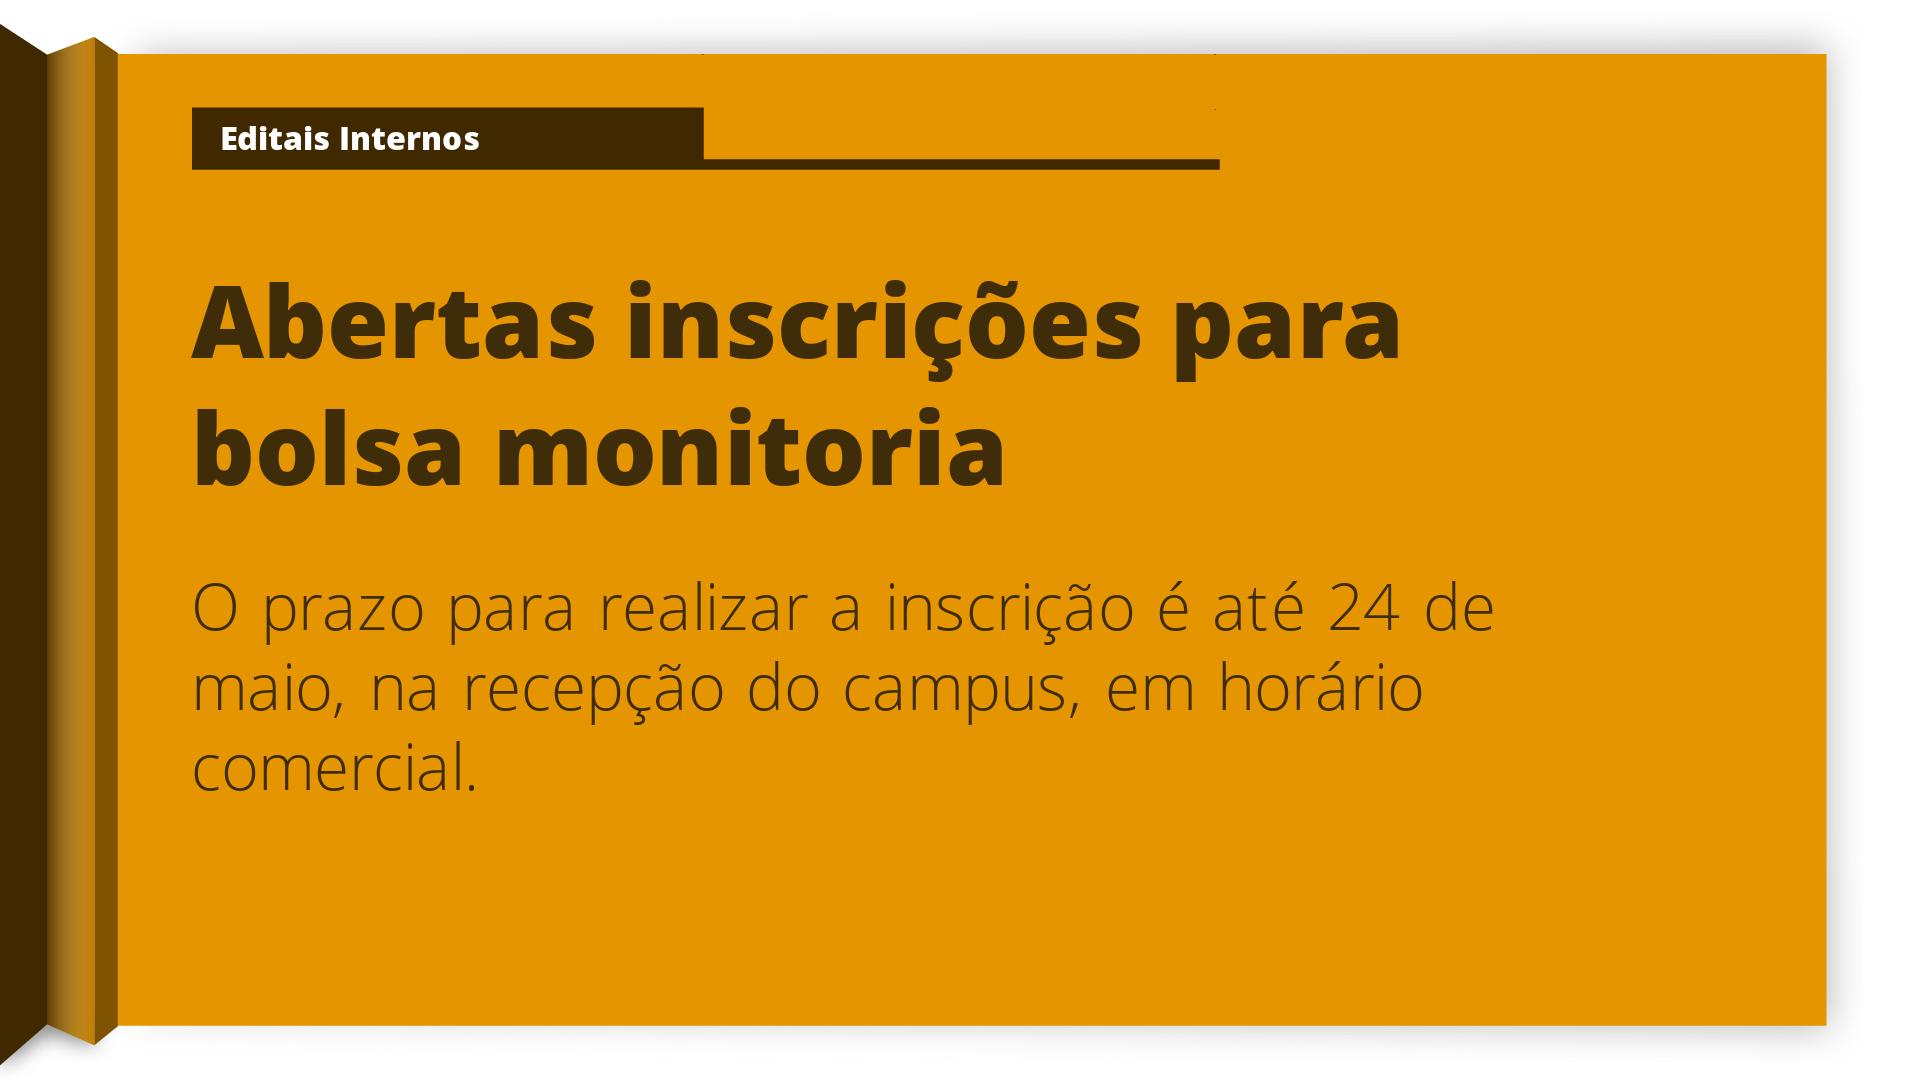 Editais Internos
Abertas inscrições para
bolsa monitoria
O prazo para realizar a inscrição é até 24 de
maio, na recepção do campus, em horário
comercial.